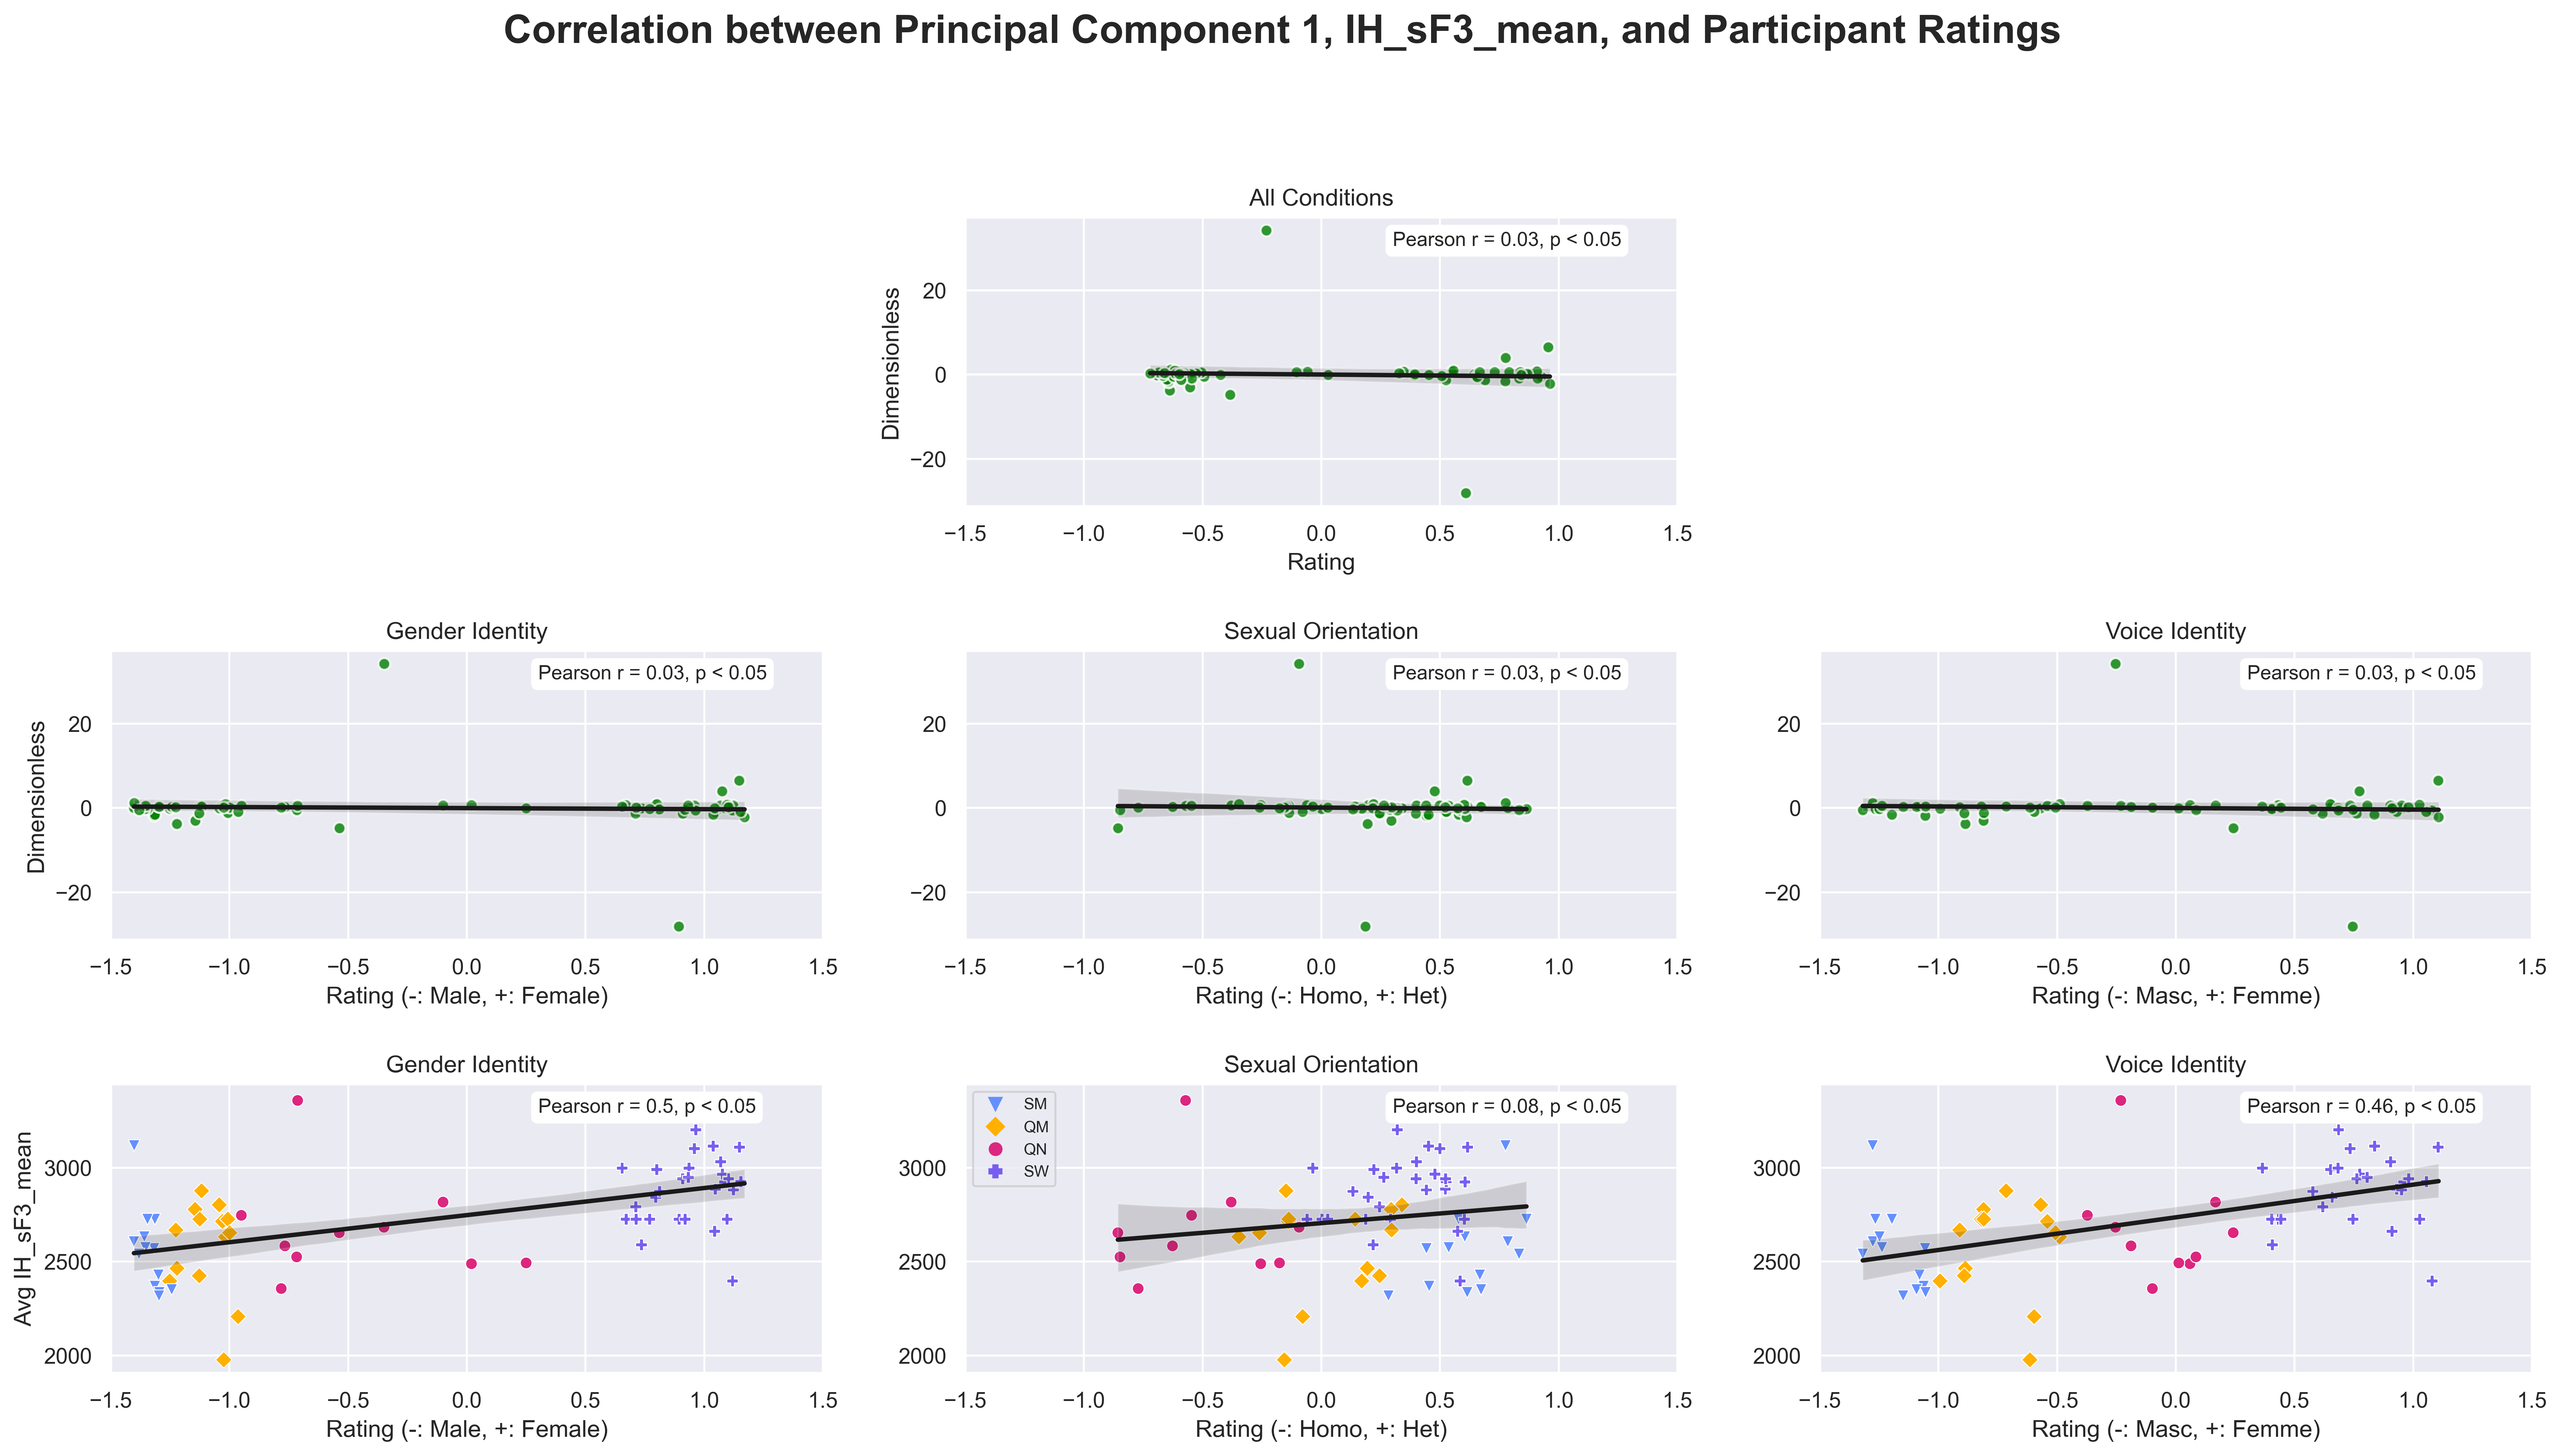 Correlation between Principal Component 1, IH_sF3_mean, and Participant Ratings
All Conditions
Pearson r = 0.03, p < 0.05
Dimensionless
20
0
−20
−1.5 −1.0 −0.5 0.0 0.5 1.0 1.5
Rating
Gender Identity
Pearson r = 0.03, p < 0.05
Dimensionless
20
0
−20
−1.5 −1.0 −0.5 0.0 0.5 1.0 1.5
Rating (-: Male, +: Female)
Sexual Orientation
Pearson r = 0.03, p < 0.05
20
0
−20
−1.5 −1.0 −0.5 0.0 0.5 1.0 1.5
Rating (-: Homo, +: Het)
Voice Identity
Pearson r = 0.03, p < 0.05
20
0
−20
−1.5 −1.0 −0.5 0.0 0.5 1.0 1.5
Rating (-: Masc, +: Femme)
Gender Identity
Pearson r = 0.5, p < 0.05
Avg IH_sF3_mean
3000
2500
2000
−1.5 −1.0 −0.5 0.0 0.5 1.0 1.5
Rating (-: Male, +: Female)
Sexual Orientation
SM
QM
QN
SW
Pearson r = 0.08, p < 0.05
3000
2500
2000
−1.5 −1.0 −0.5 0.0 0.5 1.0 1.5
Rating (-: Homo, +: Het)
Voice Identity
Pearson r = 0.46, p < 0.05
3000
2500
2000
−1.5 −1.0 −0.5 0.0 0.5 1.0 1.5
Rating (-: Masc, +: Femme)